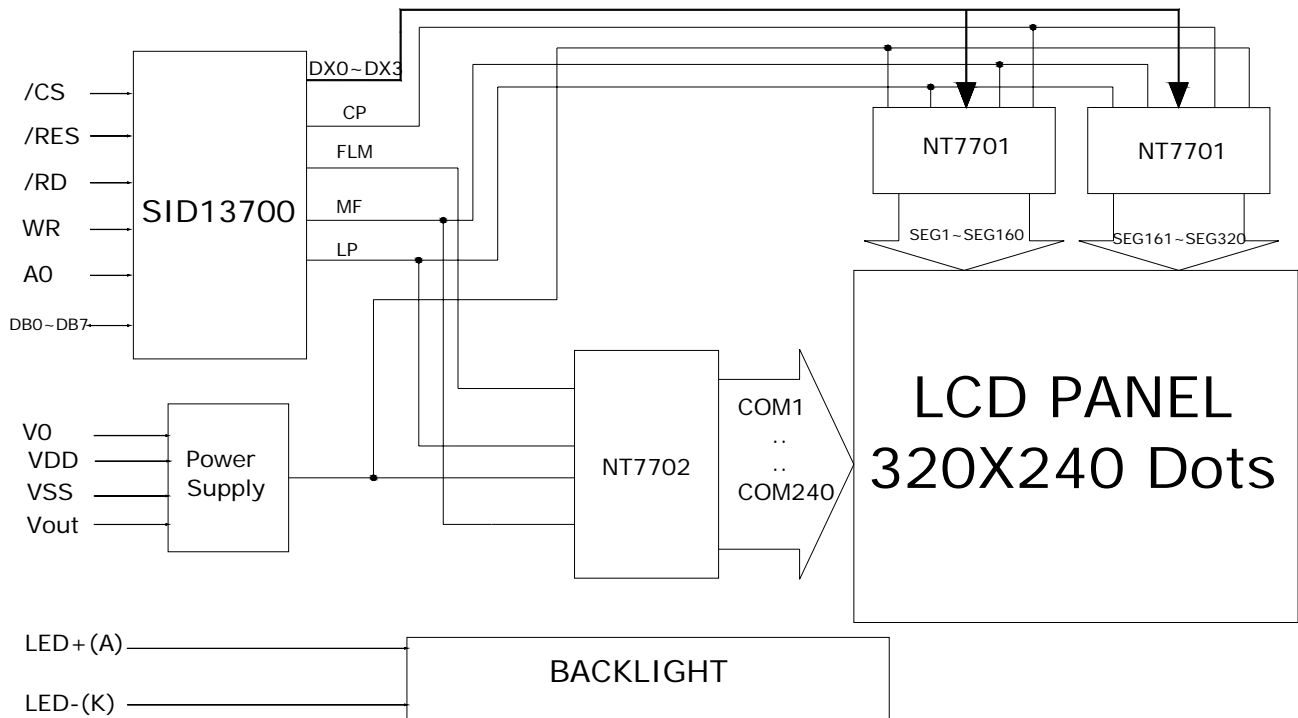 DX0~DX3
/CS
CP
/RES
FLM
/RD
SID13700
MF
WR
LP
A0
DB0~DB7
NT7701
NT7701
SEG1~SEG160
SEG161~SEG320
V0
VDD
VSS
Vout
Power
Supply
NT7702
COM1
..
..
COM240
LCD PANEL
320X240 Dots
LED+(A)
LED-(K)
BACKLIGHT